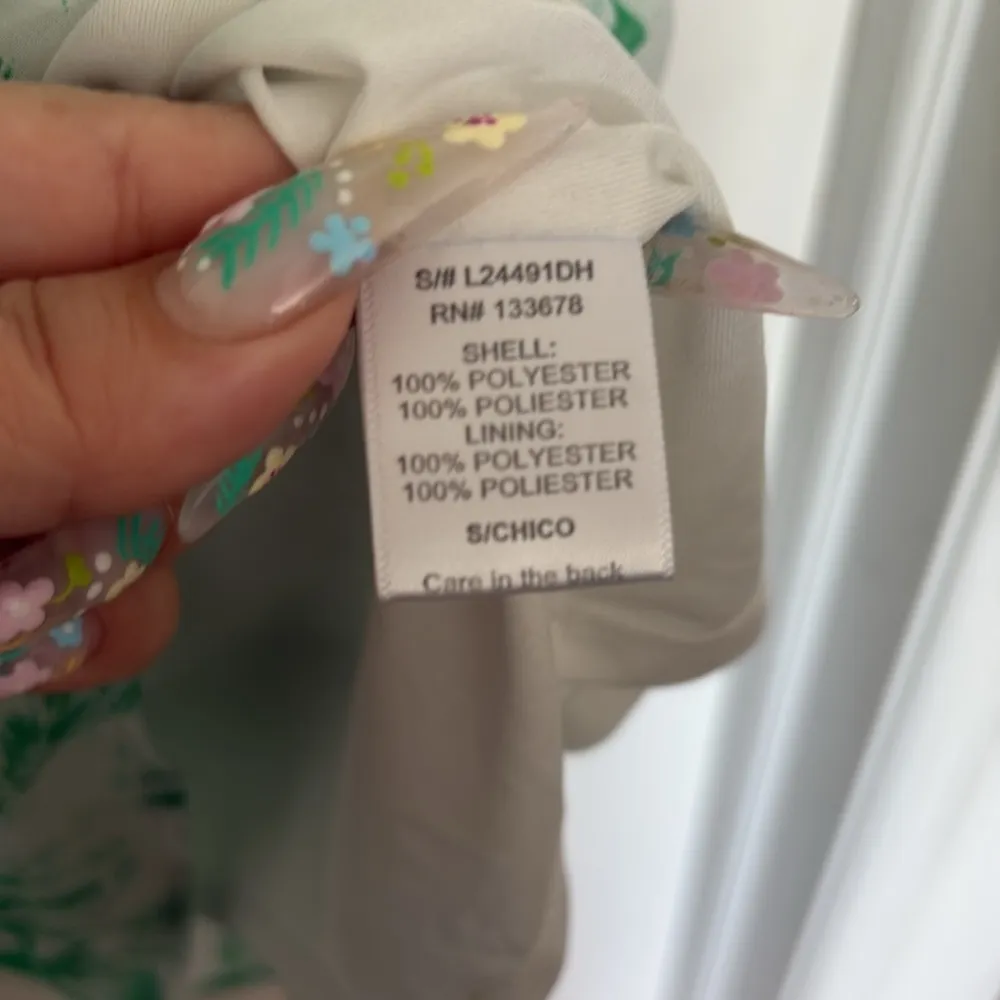 S/# L24491DH
RN# 133678
SHELL:
100% POLYESTER
100% POLIESTER
LINING:
100% POLYESTER
100% POLIESTER
S/CHICO
Care in the back